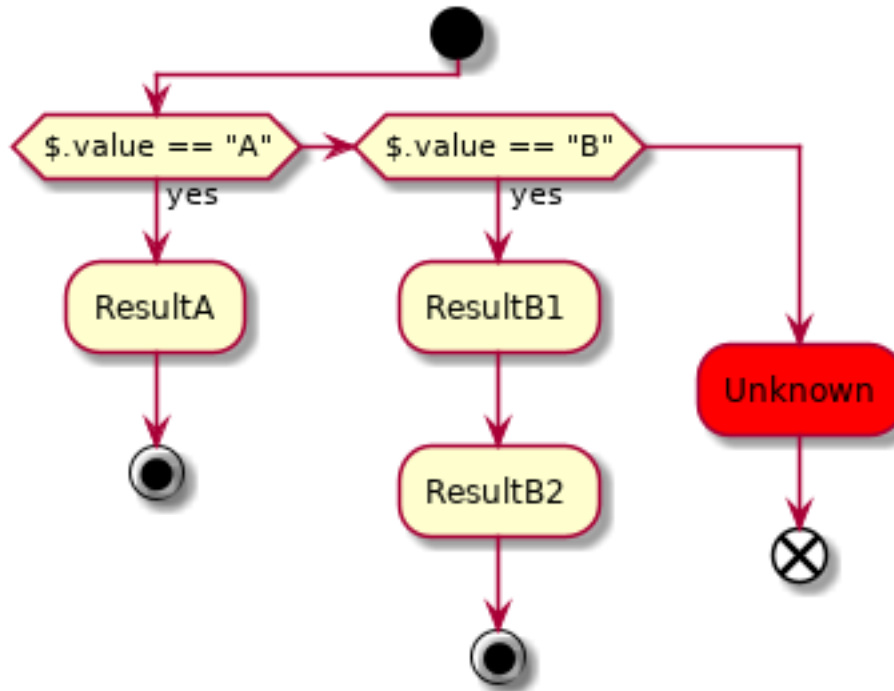 $.value == "A"
$.value == "B"
yes
yes
ResultA
ResultB1
Unknown
ResultB2